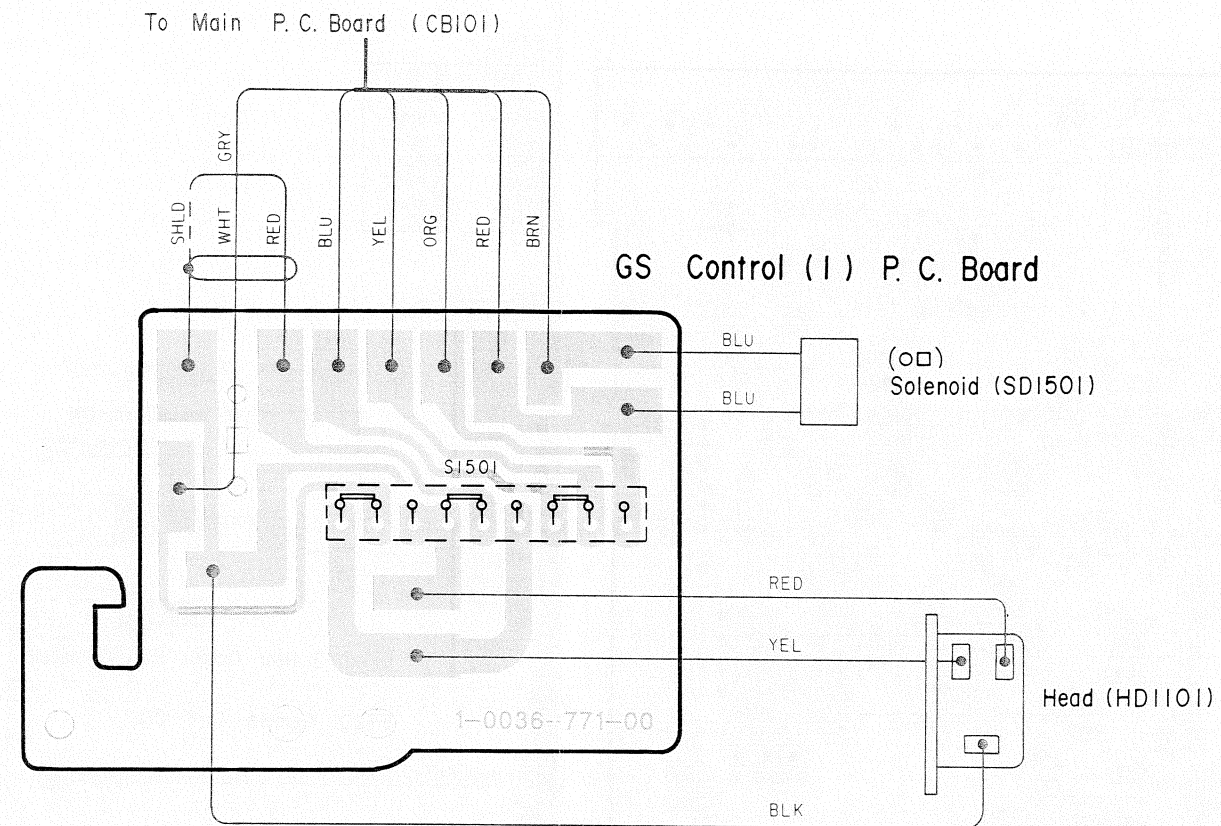 To Main P. C. Board (CB101)
GRY
SHLD
WHT
RED
BLU
YEL
ORG
RED
BRN
GS Control (1) P. C. Board
BLU
BLU
(○□)
Solenoid (SD1501)
S1501
RED
YEL
Head (HD1101)
1-0036-771-00
BLK